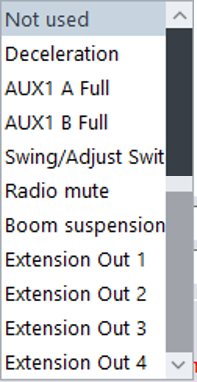 Not used
Deceleration
AUX1 A Full
AUX1 B Full
Swing/Adjust Swit
Radio mute
Boom suspension
Extension Out 1
Extension Out 2
Extension Out 3
Extension Out 4